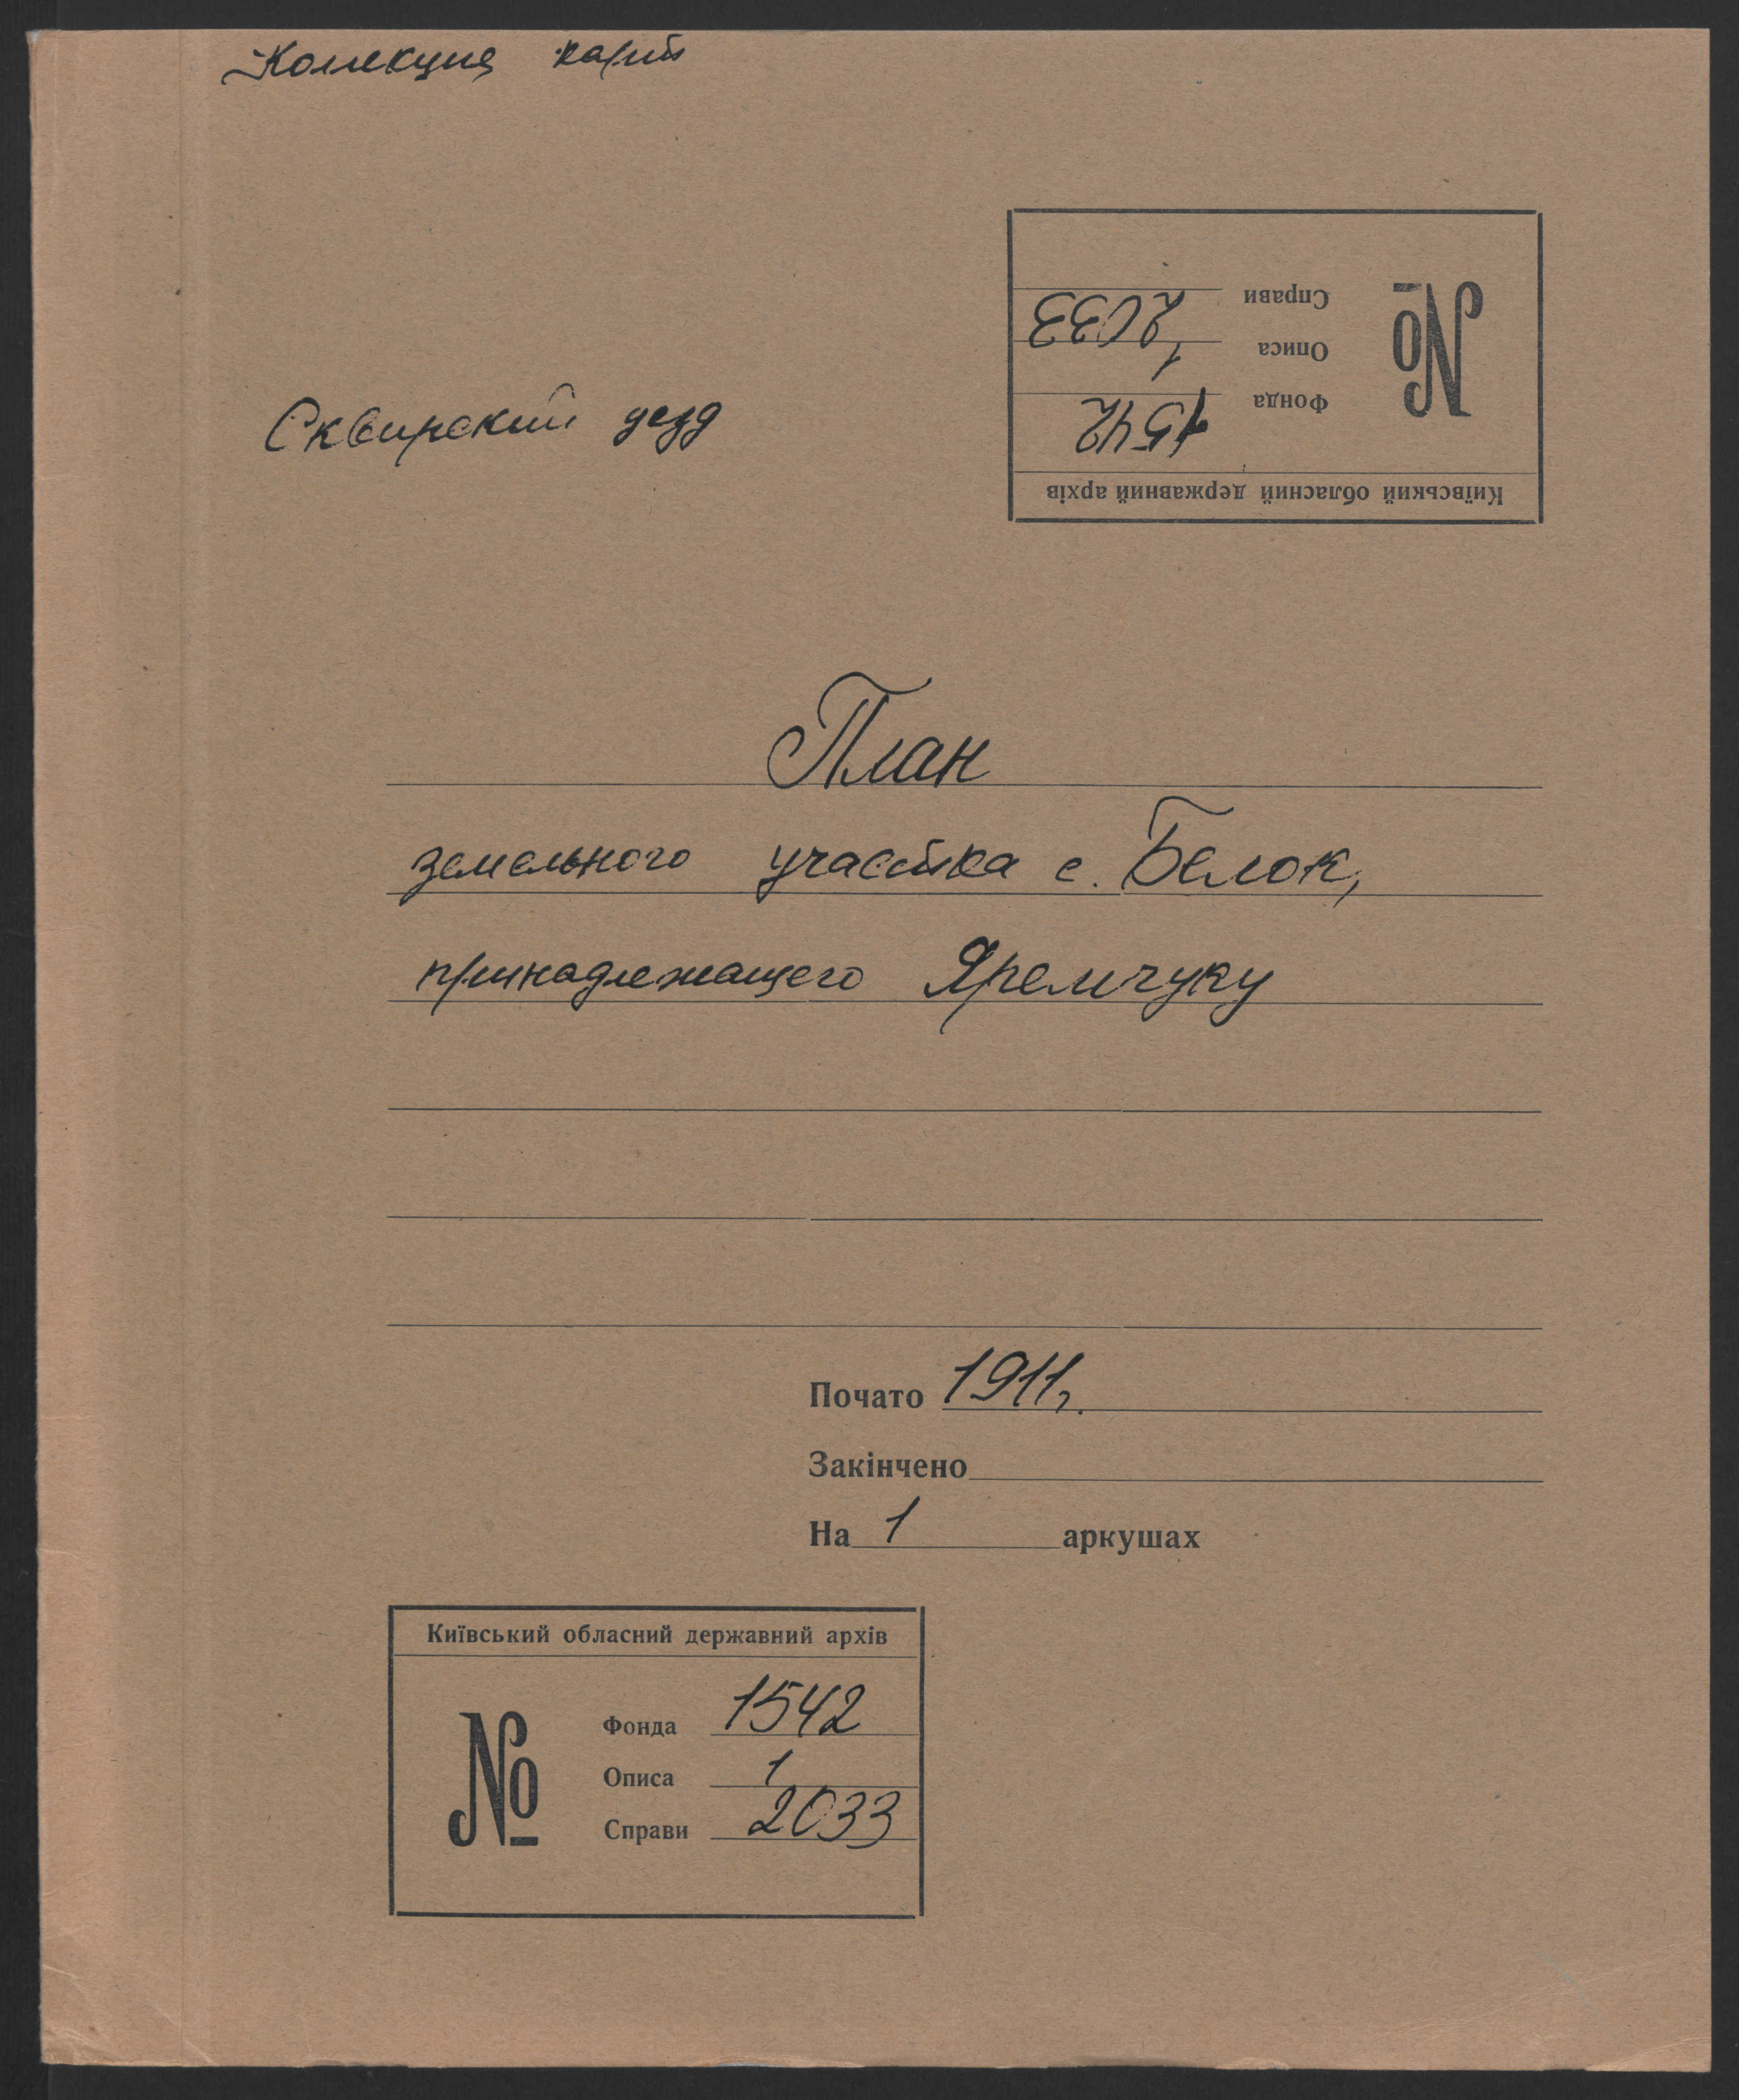 Коллекция карт
Справи 2033
Описа 1
Фонда 1542
№
Київський обласний державний архів
Сквирский уезд
План
земельного участка с. Белок,
принадлежащего Яремчуку
Почато 1911г.
Закінчено
На 1 аркушах
Київський обласний державний архів
№
Фонда 1542
Описа 1
Справи 2033